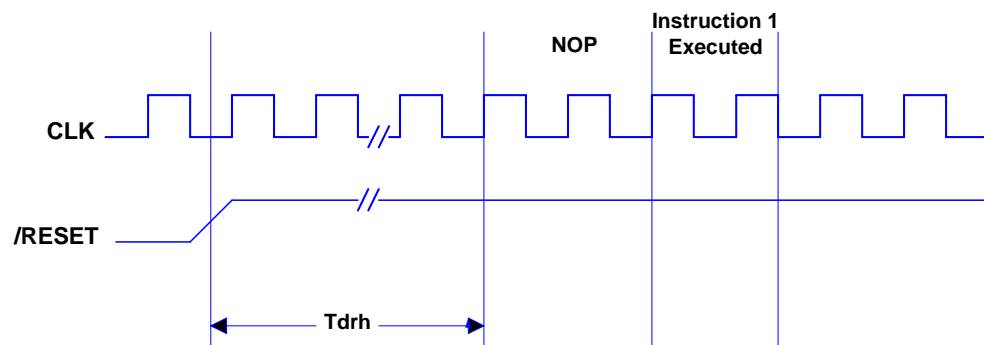 Instruction 1
NOP
Executed
CLK
/RESET
Tdrh